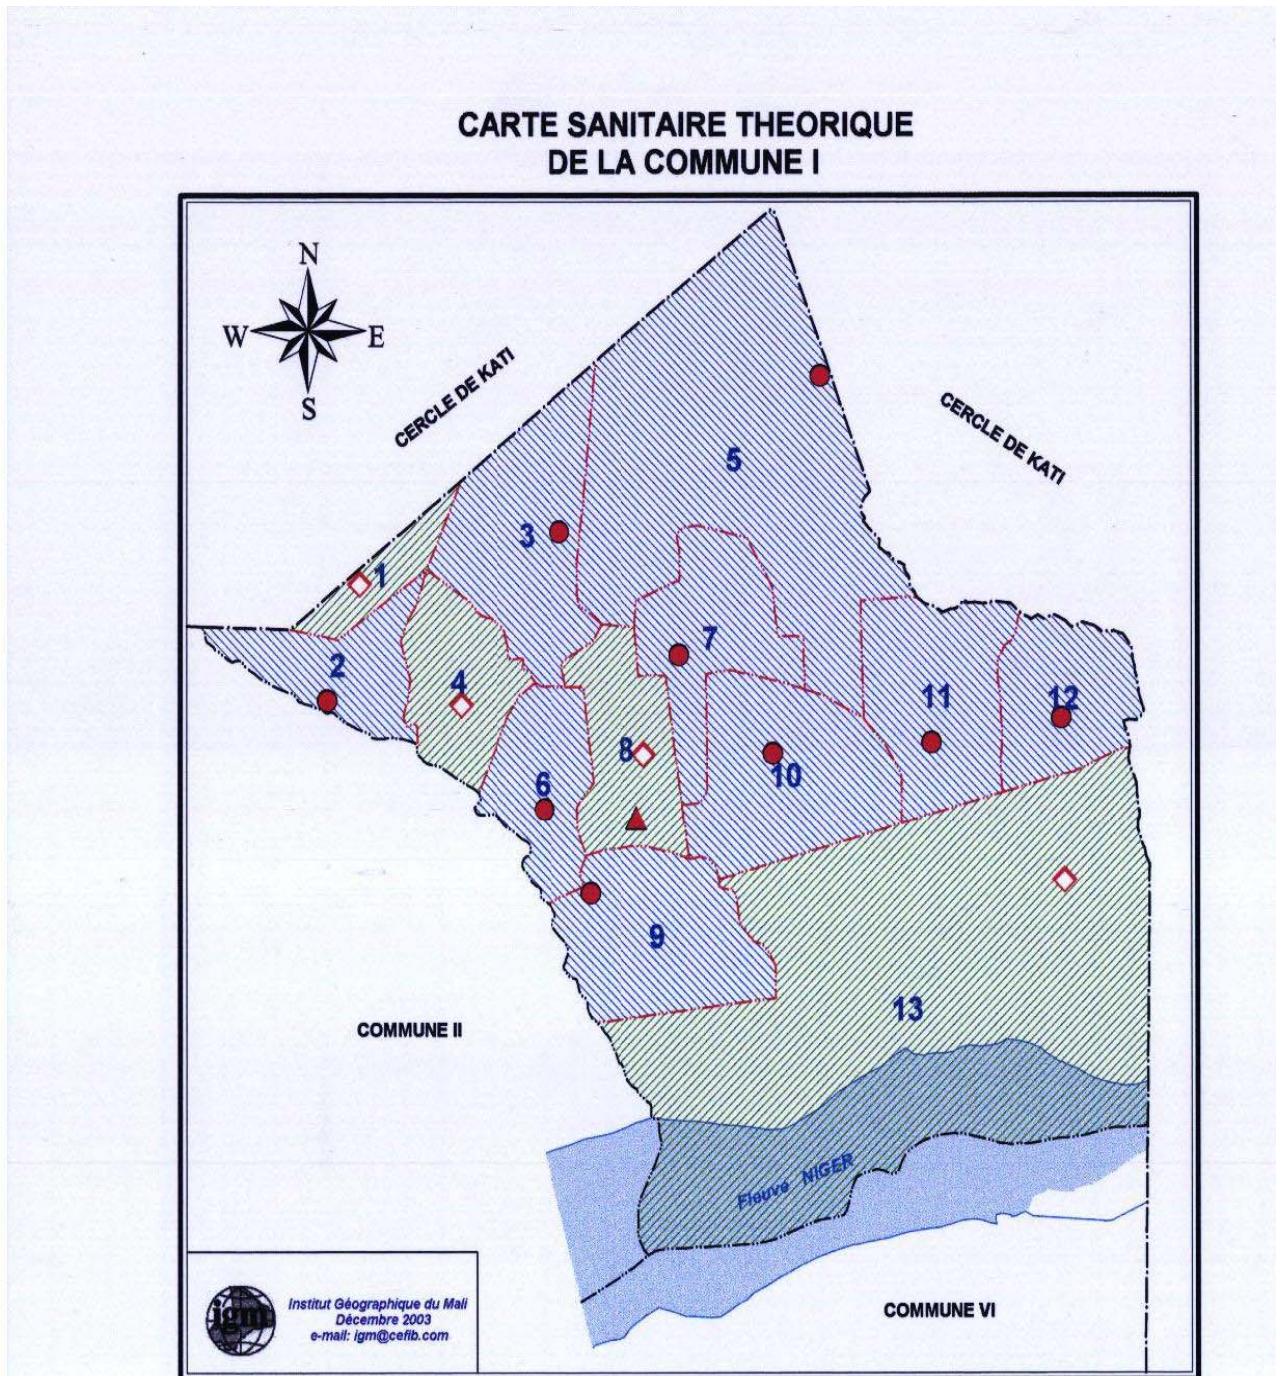 CARTE SANITAIRE THEORIQUE
DE LA COMMUNE I
N
W
E
S
CERCLE DE KATI
CERCLE DE KATI
5
3
1
2
4
7
11
12
8
6
10
9
13
COMMUNE II
Fleuve NIGER
COMMUNE VI
igm
Institut Géographique du Mali
Décembre 2003
e-mail: igm@cefib.com